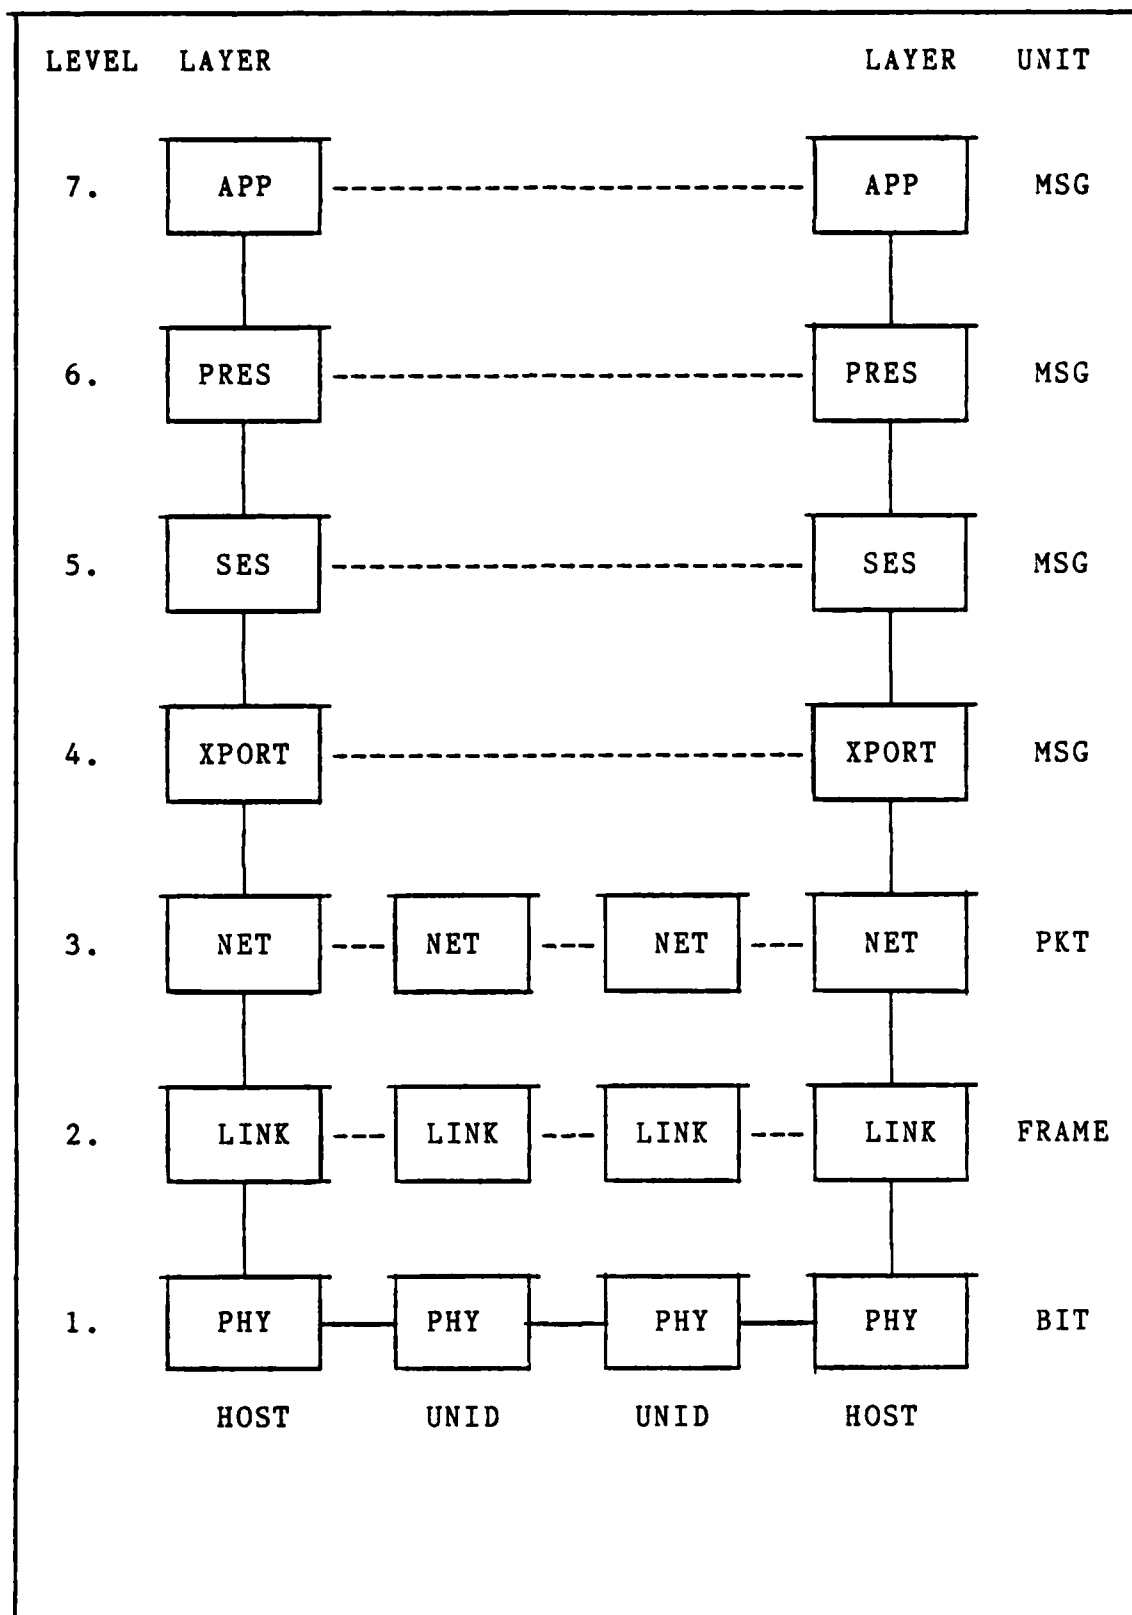 LEVEL LAYER LAYER UNIT
7. APP APP MSG
6. PRES PRES MSG
5. SES SES MSG
4. XPORT XPORT MSG
3. NET NET NET NET PKT
2. LINK LINK LINK LINK FRAME
1. PHY PHY PHY PHY BIT
HOST UNID UNID HOST